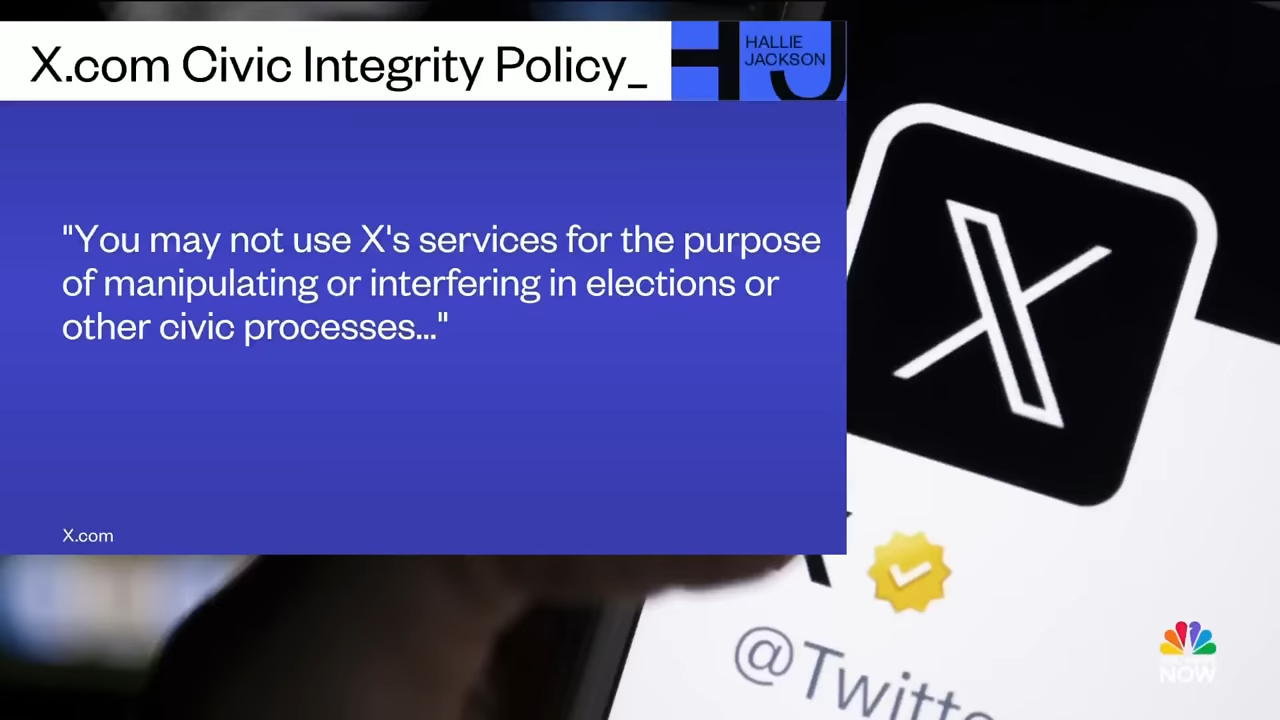 X.com Civic Integrity Policy_
HALLIE
JACKSON
HJ
"You may not use X's services for the purpose
of manipulating or interfering in elections or
other civic processes..."
X.com
X
@Twitte
NOW